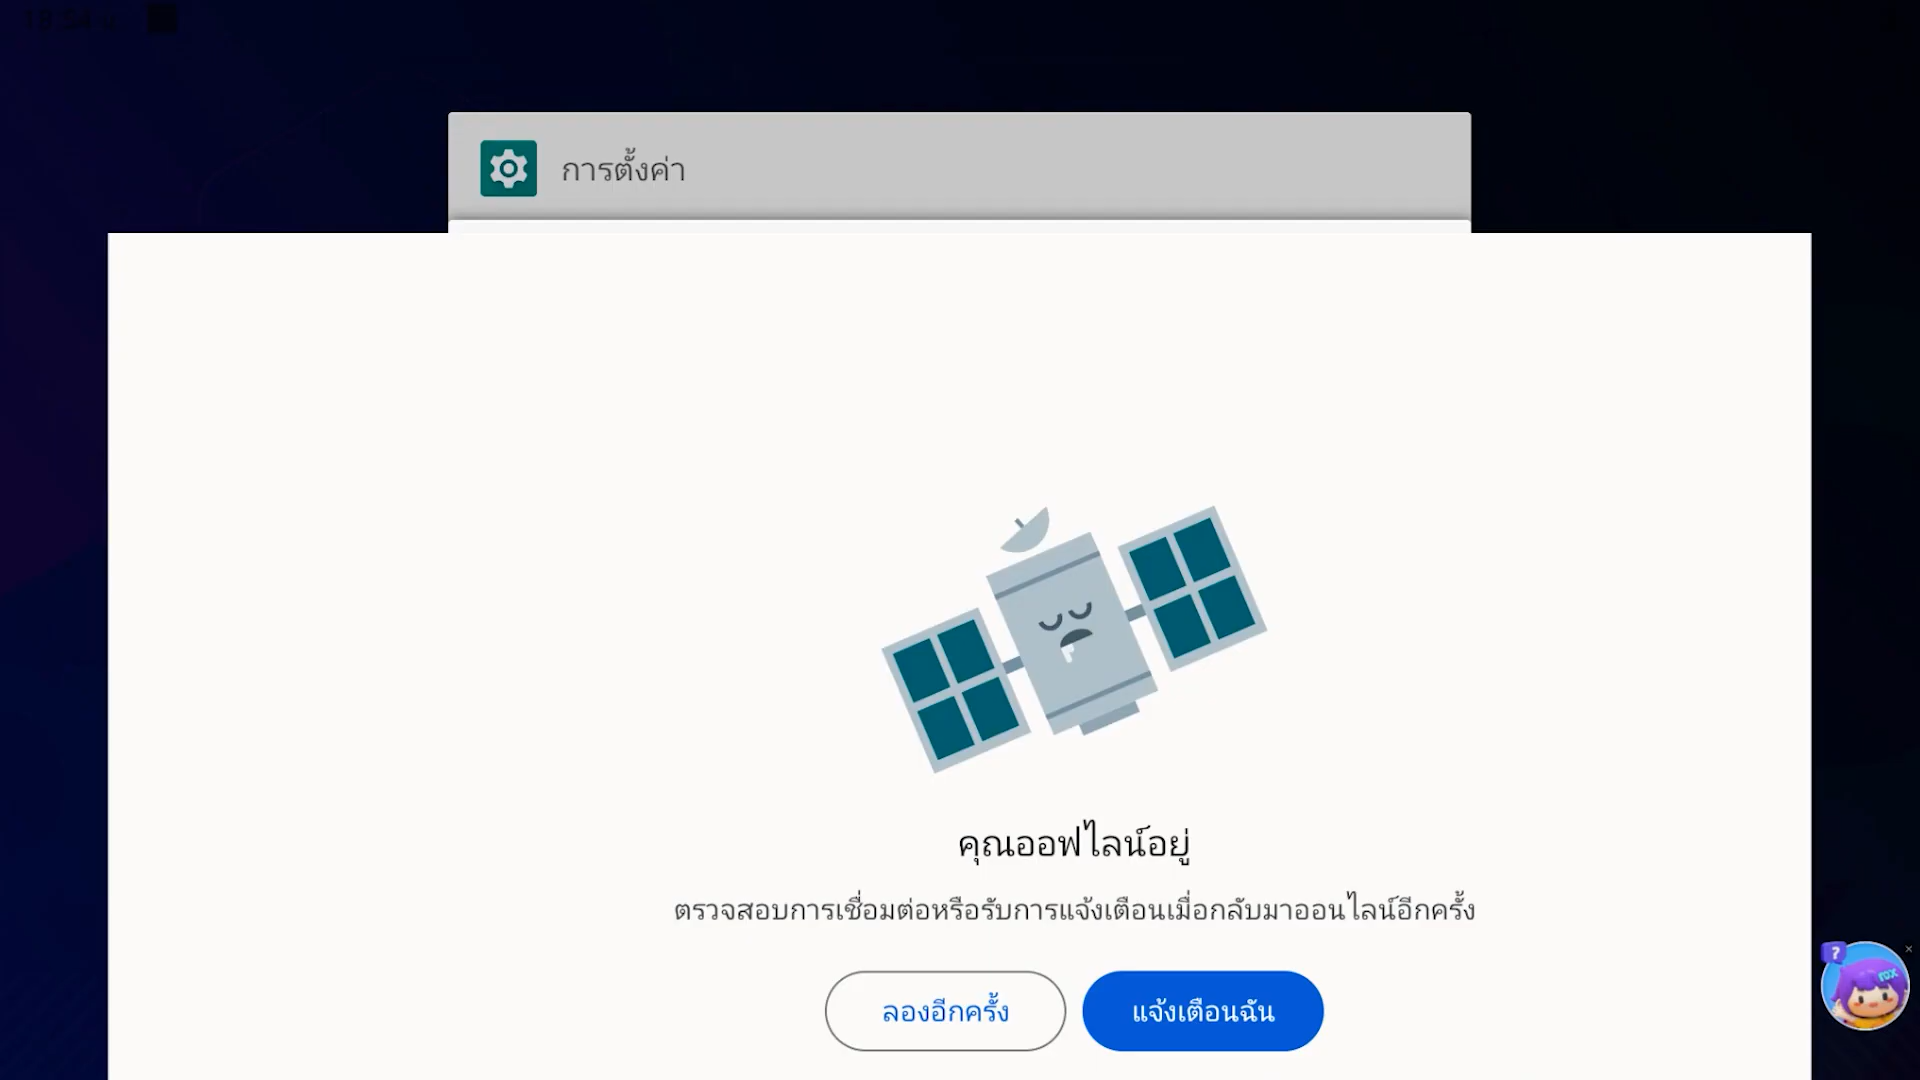 การตั้งค่า
คุณออฟไลน์อยู่
ตรวจสอบการเชื่อมต่อหรือรับการแจ้งเตือนเมื่อกลับมาออนไลน์อีกครั้ง
ลองอีกครั้ง
แจ้งเตือนฉัน
?
rox